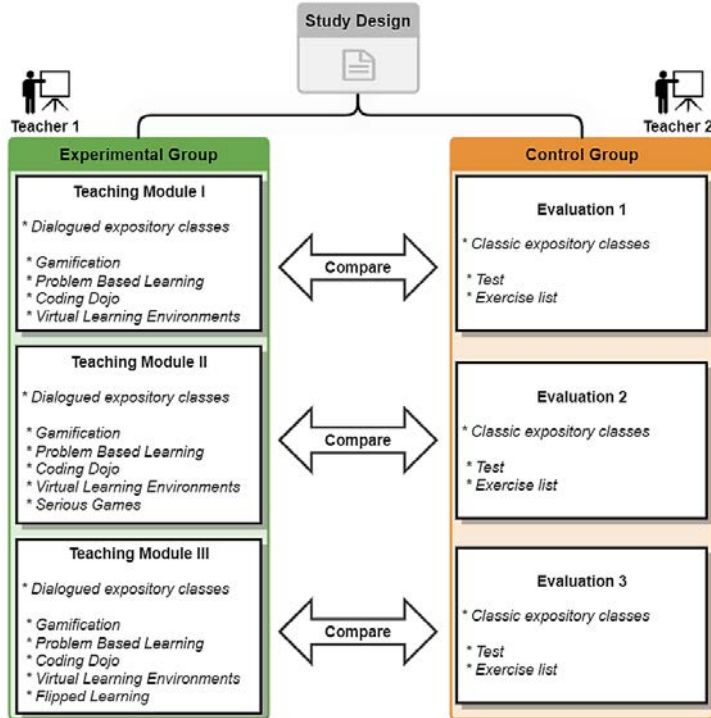 Study Design
Teacher 1
Teacher 2
Experimental Group
Teaching Module I
* Dialogued expository classes
* Gamification
* Problem Based Learning
* Coding Dojo
* Virtual Learning Environments
Teaching Module II
* Dialogued expository classes
* Gamification
* Problem Based Learning
* Coding Dojo
* Virtual Learning Environments
* Serious Games
Teaching Module III
* Dialogued expository classes
* Gamification
* Problem Based Learning
* Coding Dojo
* Virtual Learning Environments
* Flipped Learning
Compare
Compare
Compare
Control Group
Evaluation 1
* Classic expository classes
* Test
* Exercise list
Evaluation 2
* Classic expository classes
* Test
* Exercise list
Evaluation 3
* Classic expository classes
* Test
* Exercise list